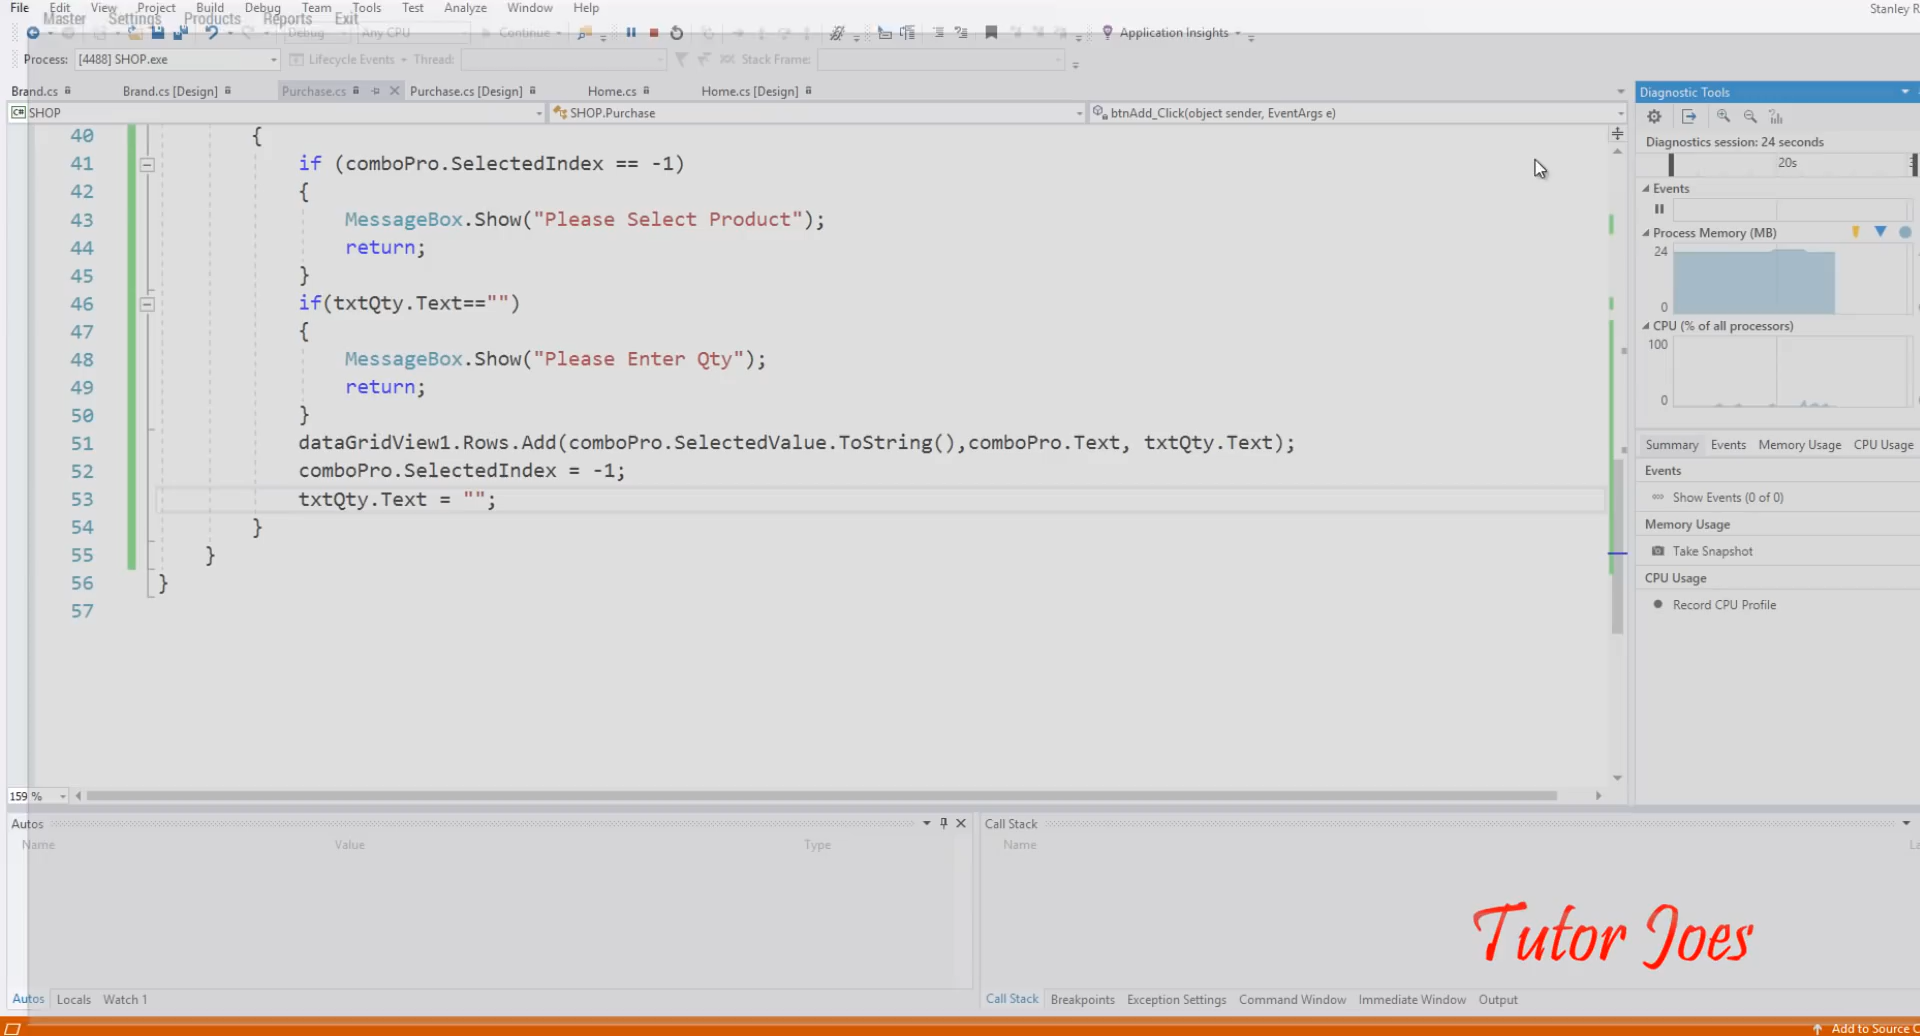 File Edit View Project Build Debug Team Tools Test Analyze Window Help Stanley R
Master Settings Products Reports Exit
Debug Any CPU Continue Application Insights
Process: [4488] SHOP.exe Lifecycle Events Thread: Stack Frame:
Brand.cs Brand.cs [Design] Purchase.cs Purchase.cs [Design] Home.cs Home.cs [Design]
SHOP SHOP.Purchase btnAdd_Click(object sender, EventArgs e)
40 {
41 if (comboPro.SelectedIndex == -1)
42 {
43 MessageBox.Show("Please Select Product");
44 return;
45 }
46 if(txtQty.Text=="")
47 {
48 MessageBox.Show("Please Enter Qty");
49 return;
50 }
51 dataGridView1.Rows.Add(comboPro.SelectedValue.ToString(),comboPro.Text, txtQty.Text);
52 comboPro.SelectedIndex = -1;
53 txtQty.Text = "";
54 }
55 }
56 }
57
159 %
Diagnostic Tools
Diagnostics session: 24 seconds
20s
Events
Process Memory (MB)
24
0
CPU (% of all processors)
100
0
Summary Events Memory Usage CPU Usage
Events
Show Events (0 of 0)
Memory Usage
Take Snapshot
CPU Usage
Record CPU Profile
Autos
Name Value Type
Call Stack
Name
Tutor Joes
Autos Locals Watch 1
Call Stack Breakpoints Exception Settings Command Window Immediate Window Output
Add to Source C